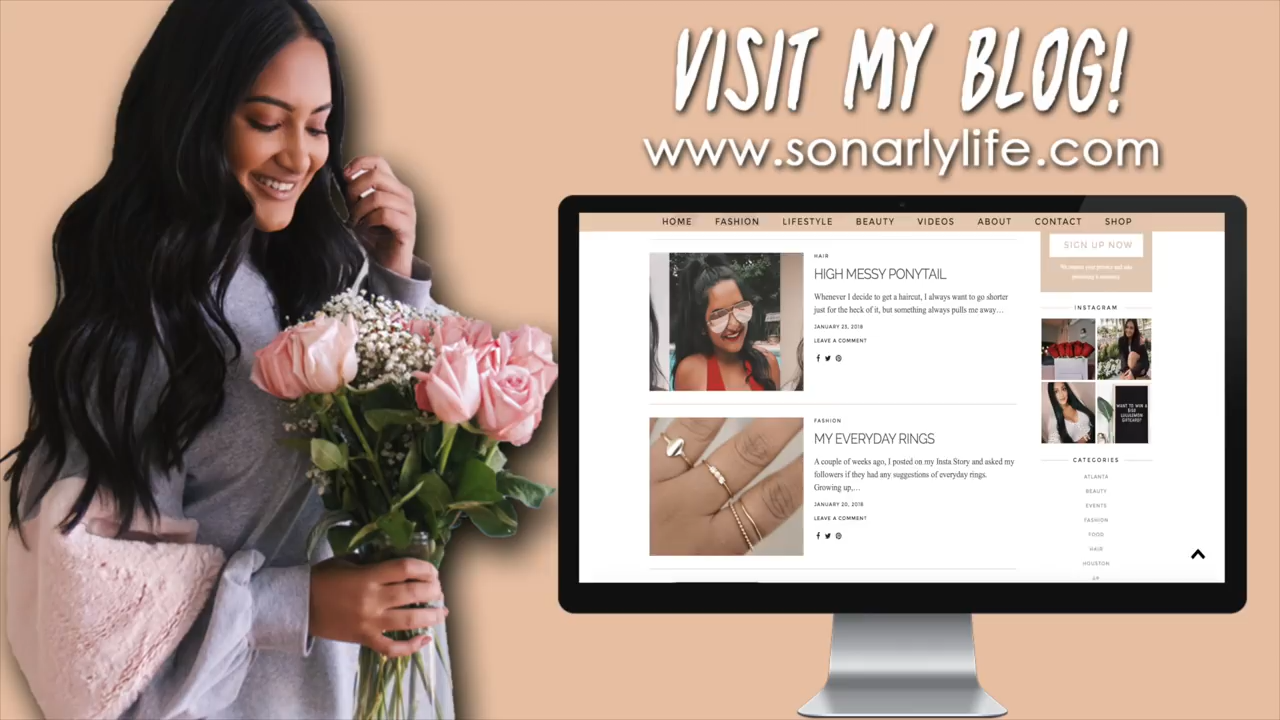 VISIT MY BLOG!
www.sonarlylife.com
HOME FASHION LIFESTYLE BEAUTY VIDEOS ABOUT CONTACT SHOP
HAIR
HIGH MESSY PONYTAIL
Whenever I decide to get a haircut, I always want to go shorter
just for the heck of it, but something always pulls me away…
JANUARY 25, 2018
LEAVE A COMMENT
FASHION
MY EVERYDAY RINGS
A couple of weeks ago, I posted on my Insta Story and asked my
followers if they had any suggestions of everyday rings.
Growing up,…
JANUARY 20, 2018
LEAVE A COMMENT
SIGN UP NOW
INSTAGRAM
WANT TO WIN A
CATEGORIES
ATLANTA
BEAUTY
EVENTS
FASHION
FOOD
HAIR
HOUSTON